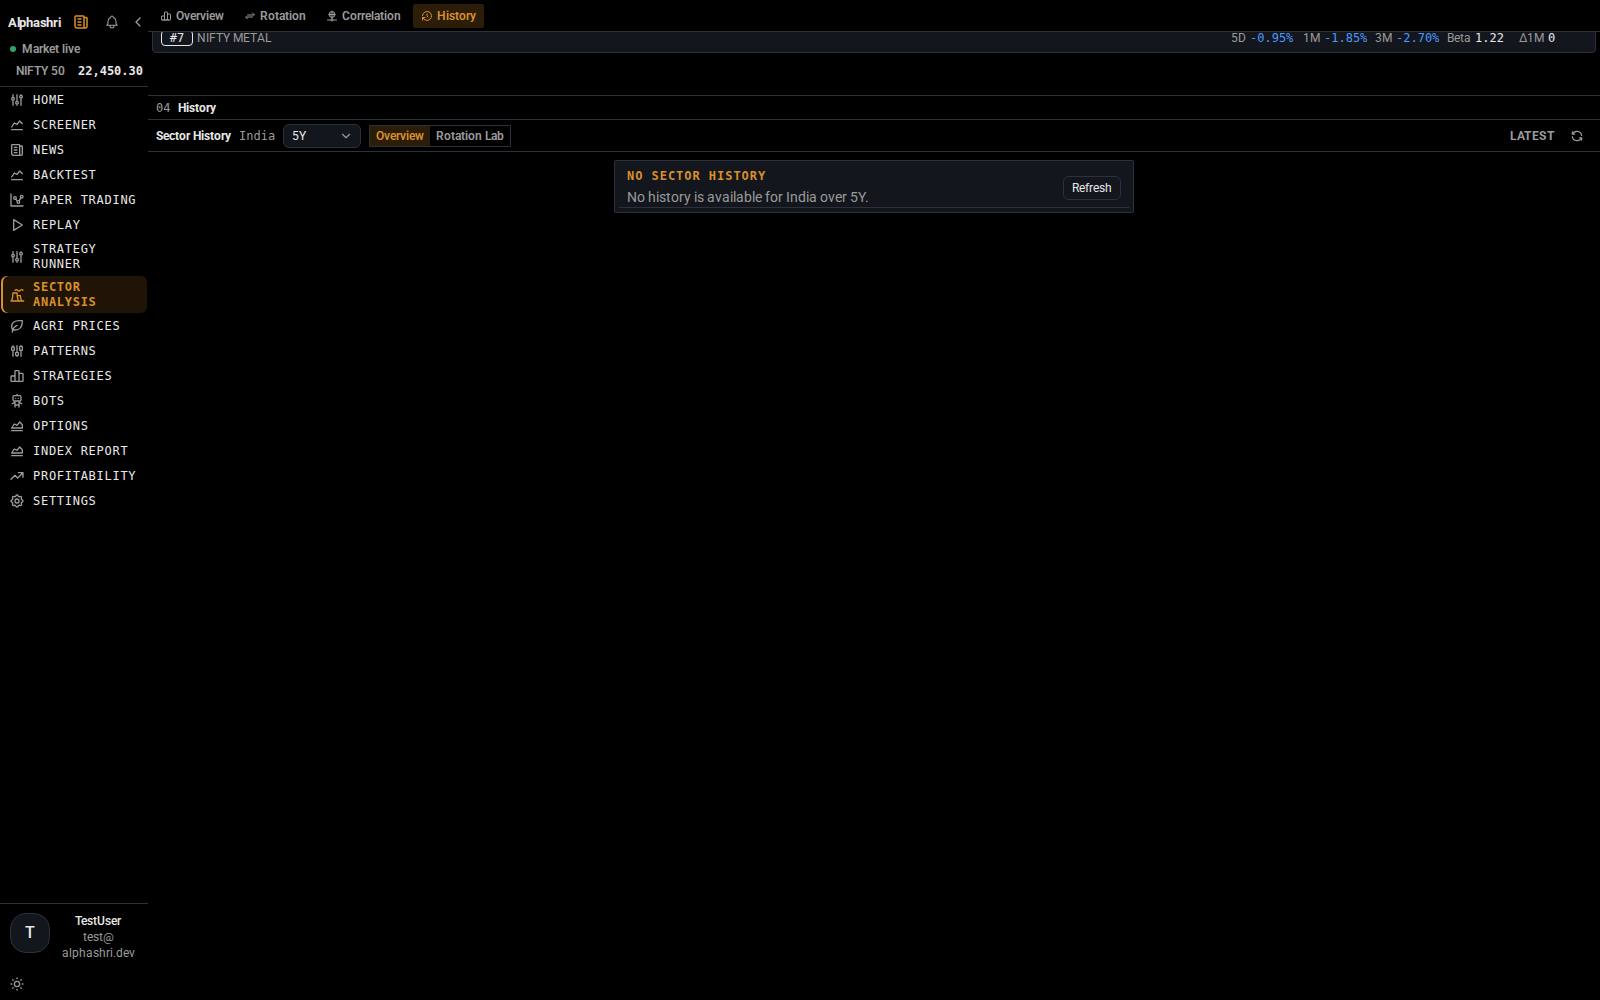 Alphashri
Market live
NIFTY 50 22,450.30
HOME
SCREENER
NEWS
BACKTEST
PAPER TRADING
REPLAY
STRATEGY
RUNNER
SECTOR
ANALYSIS
AGRI PRICES
PATTERNS
STRATEGIES
BOTS
OPTIONS
INDEX REPORT
PROFITABILITY
SETTINGS
T
TestUser
test@
alphashri.dev
Overview Rotation Correlation History
#7 NIFTY METAL 5D -0.95% 1M -1.85% 3M -2.70% Beta 1.22 Δ1M 0
04 History
Sector History India 5Y Overview Rotation Lab LATEST
NO SECTOR HISTORY
No history is available for India over 5Y.
Refresh